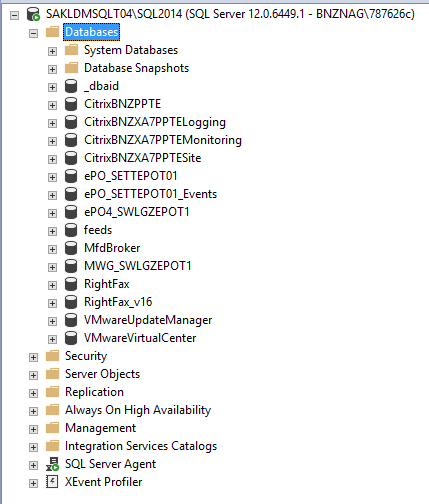 SAKLDMSQLT04\SQL2014 (SQL Server 12.0.6449.1 - BNZNAG\787626c)
Databases
System Databases
Database Snapshots
_dbaid
CitrixBNZPPTE
CitrixBNZXA7PPTELogging
CitrixBNZXA7PPTEMonitoring
CitrixBNZXA7PPTESite
ePO_SETTEPOT01
ePO_SETTEPOT01_Events
ePO4_SWLGZEPOT1
feeds
MfdBroker
MWG_SWLGZEPOT1
RightFax
RightFax_v16
VMwareUpdateManager
VMwareVirtualCenter
Security
Server Objects
Replication
Always On High Availability
Management
Integration Services Catalogs
SQL Server Agent
XEvent Profiler